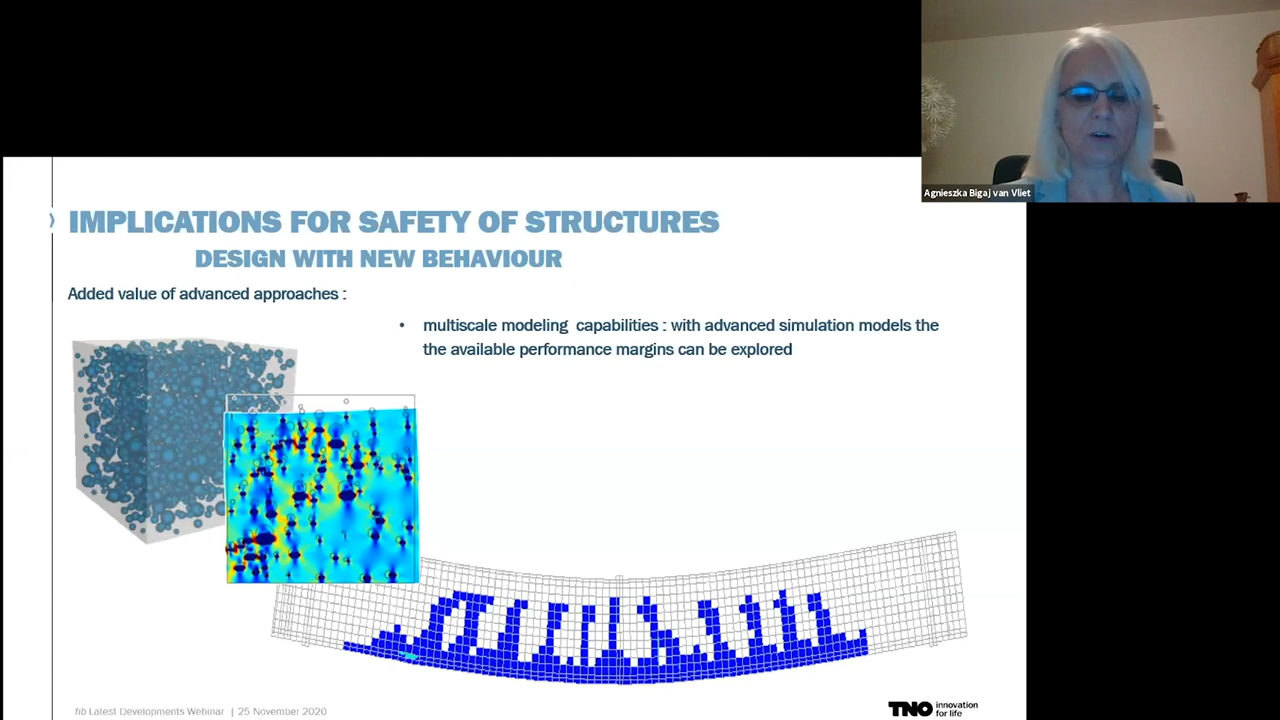 Agnieszka Bigaj van Vliet
IMPLICATIONS FOR SAFETY OF STRUCTURES
DESIGN WITH NEW BEHAVIOUR
Added value of advanced approaches :
• multiscale modeling capabilities : with advanced simulation models the
the available performance margins can be explored
fib Latest Developments Webinar | 25 November 2020
TNO innovation
for life